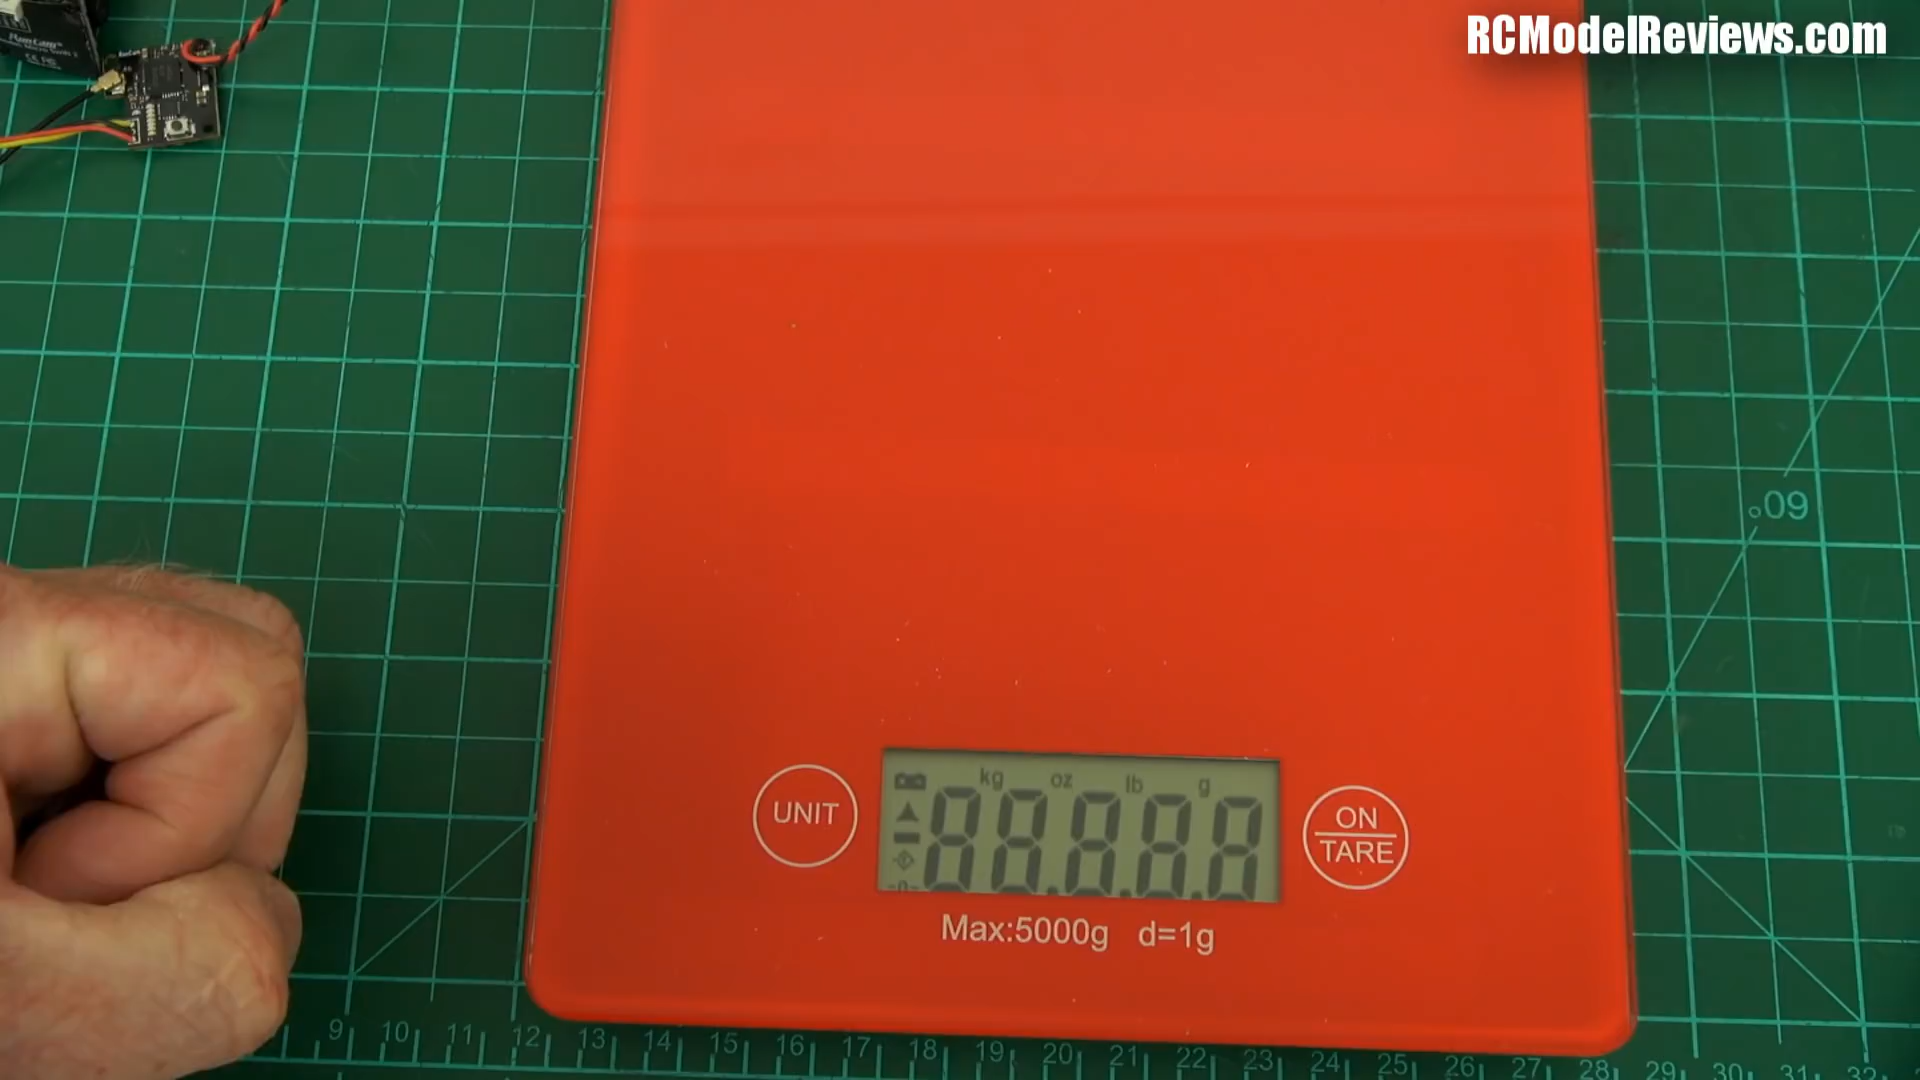 RCModelReviews.com
RunCam
60°
kg oz lb g
UNIT
88.8.8.8
ON
TARE
Max:5000g d=1g
9 10 11 12 13 14 15 16 17 18 19 20 21 22 23 24 25 26 27 28 29 30 31 32